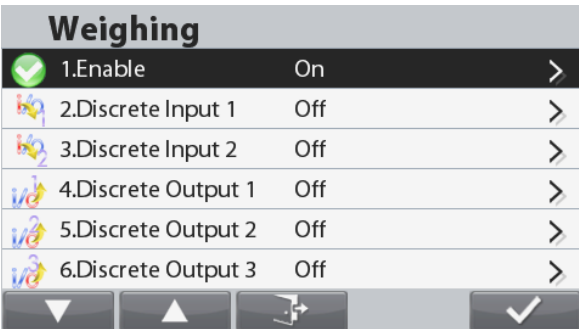 Weighing
1.Enable On
2.Discrete Input 1 Off
3.Discrete Input 2 Off
4.Discrete Output 1 Off
5.Discrete Output 2 Off
6.Discrete Output 3 Off